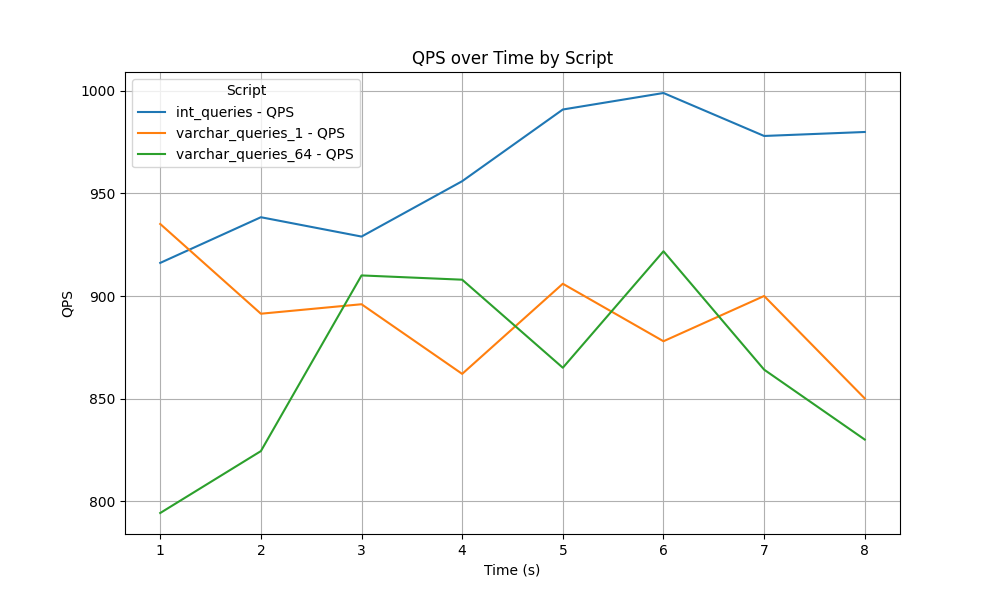 QPS over Time by Script
Script
int_queries - QPS
varchar_queries_1 - QPS
varchar_queries_64 - QPS
1000
950
900
850
800
QPS
1 2 3 4 5 6 7 8
Time (s)